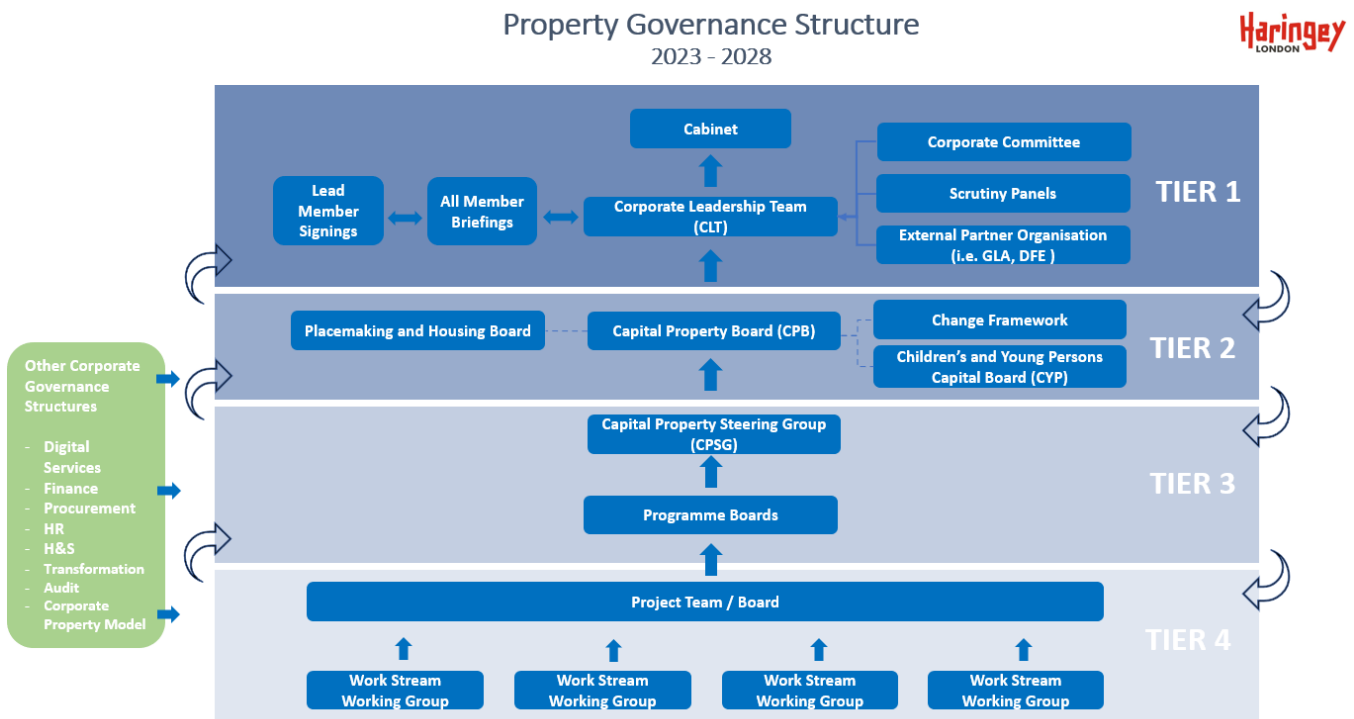 Property Governance Structure
2023 - 2028
Haringey
LONDON
Cabinet
Corporate Committee
Scrutiny Panels
External Partner Organisation
(i.e. GLA, DFE )
Lead
Member
Signings
All Member
Briefings
Corporate Leadership Team
(CLT)
TIER 1
Placemaking and Housing Board
Capital Property Board (CPB)
Change Framework
Children's and Young Persons
Capital Board (CYP)
TIER 2
Other Corporate
Governance
Structures
- Digital
Services
- Finance
- Procurement
- HR
- H&S
- Transformation
- Audit
- Corporate
Property Model
Capital Property Steering Group
(CPSG)
Programme Boards
TIER 3
Project Team / Board
TIER 4
Work Stream
Working Group
Work Stream
Working Group
Work Stream
Working Group
Work Stream
Working Group